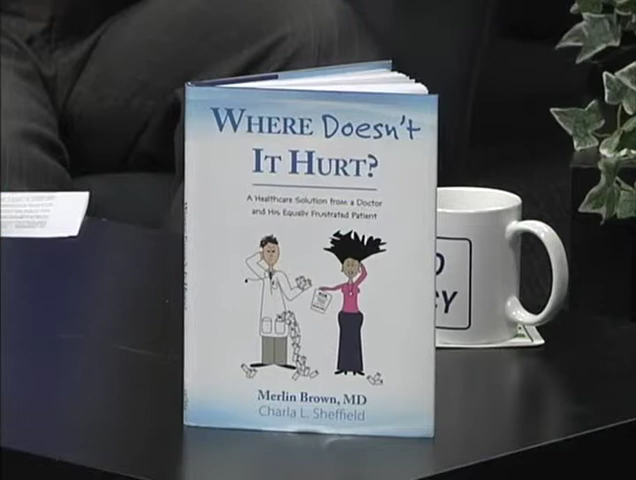 WHERE Doesn't
IT HURT?
A Healthcare Solution from a Doctor
and His Equally Frustrated Patient
Merlin Brown, MD
Charla L. Sheffield